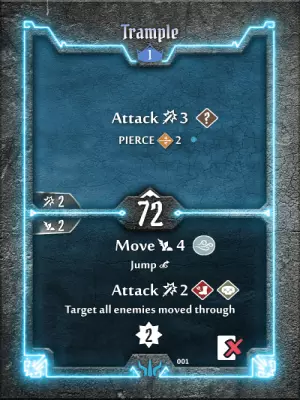 Trample
1
Attack 3 ?
PIERCE 2
2
72
2
Move 4
Jump
Attack 2
Target all enemies moved through
2
001